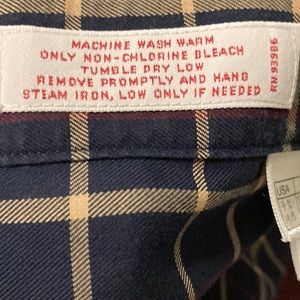 MACHINE WASH WARM
ONLY NON-CHLORINE BLEACH
TUMBLE DRY LOW
REMOVE PROMPTLY AND HANG
STEAM IRON, LOW ONLY IF NEEDED
RN 93986
USA